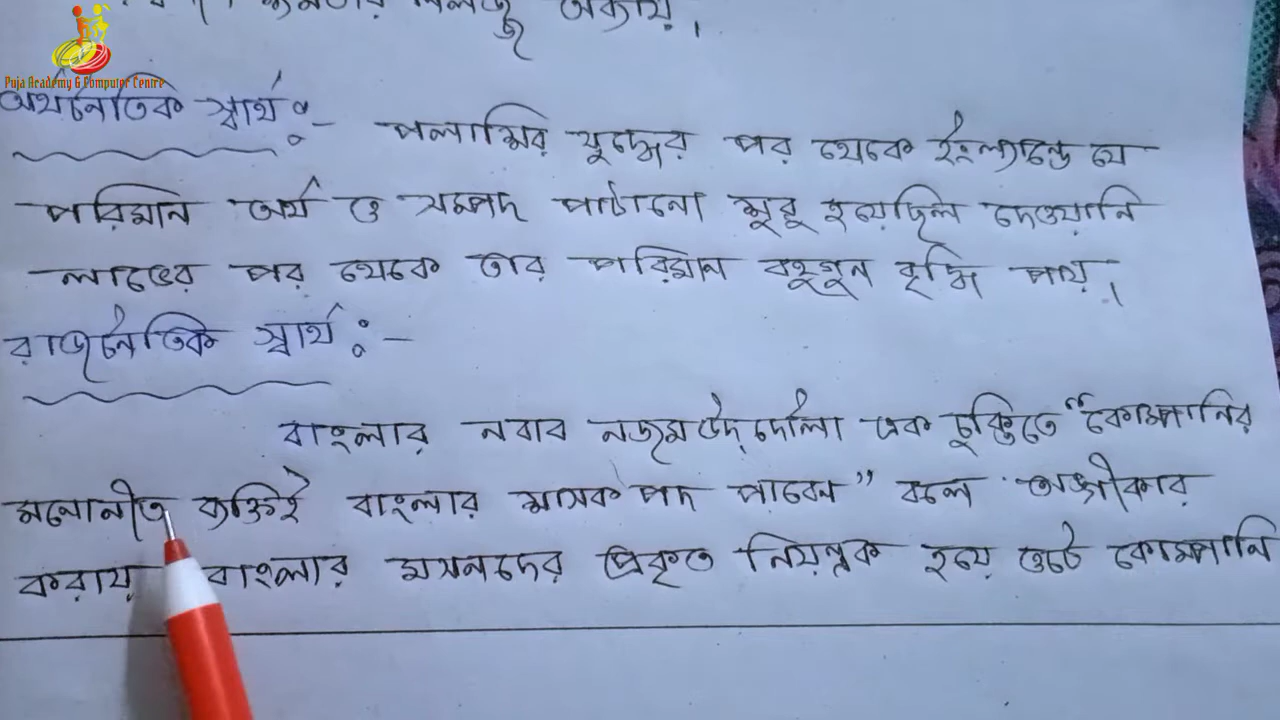 অত্যায়।
Puja Academy & Computer Centre
অর্থনৈতিক স্বার্থ :- পলাশির যুদ্ধের পর থেকে ইংল্যান্ডে যে
পরিমান অর্থ ও সম্পদ পাঠানো শুরু হয়েছিল দেওয়ানি
লাভের পর থেকে তার পরিমান বহুগুন বৃদ্ধি পায়।
রাজনৈতিক স্বার্থ :-
বাংলার নবাব নজমউদ্দৌলা এক চুক্তিতে "কোম্পানির
মনোনীত ব্যক্তিই বাংলার শাসক পদ পাবেন" বলে অঙ্গীকার
করায় বাংলার মসনদের প্রকৃত নিয়ন্ত্রক হয়ে ওঠে কোম্পানি